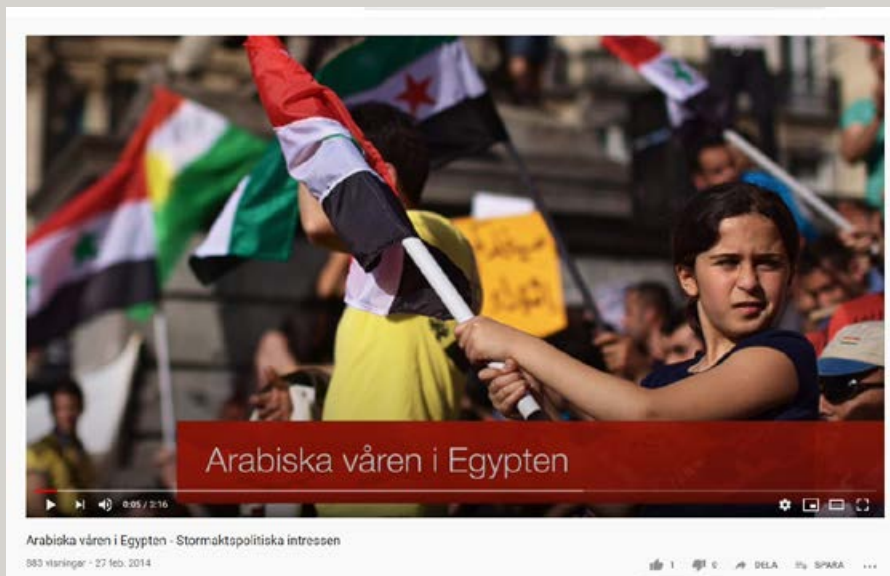 Arabiska våren i Egypten
0:05 / 2:16
Arabiska våren i Egypten - Stormaktspolitiska intressen
883 visningar · 27 feb. 2014
1
0
DELA
SPARA